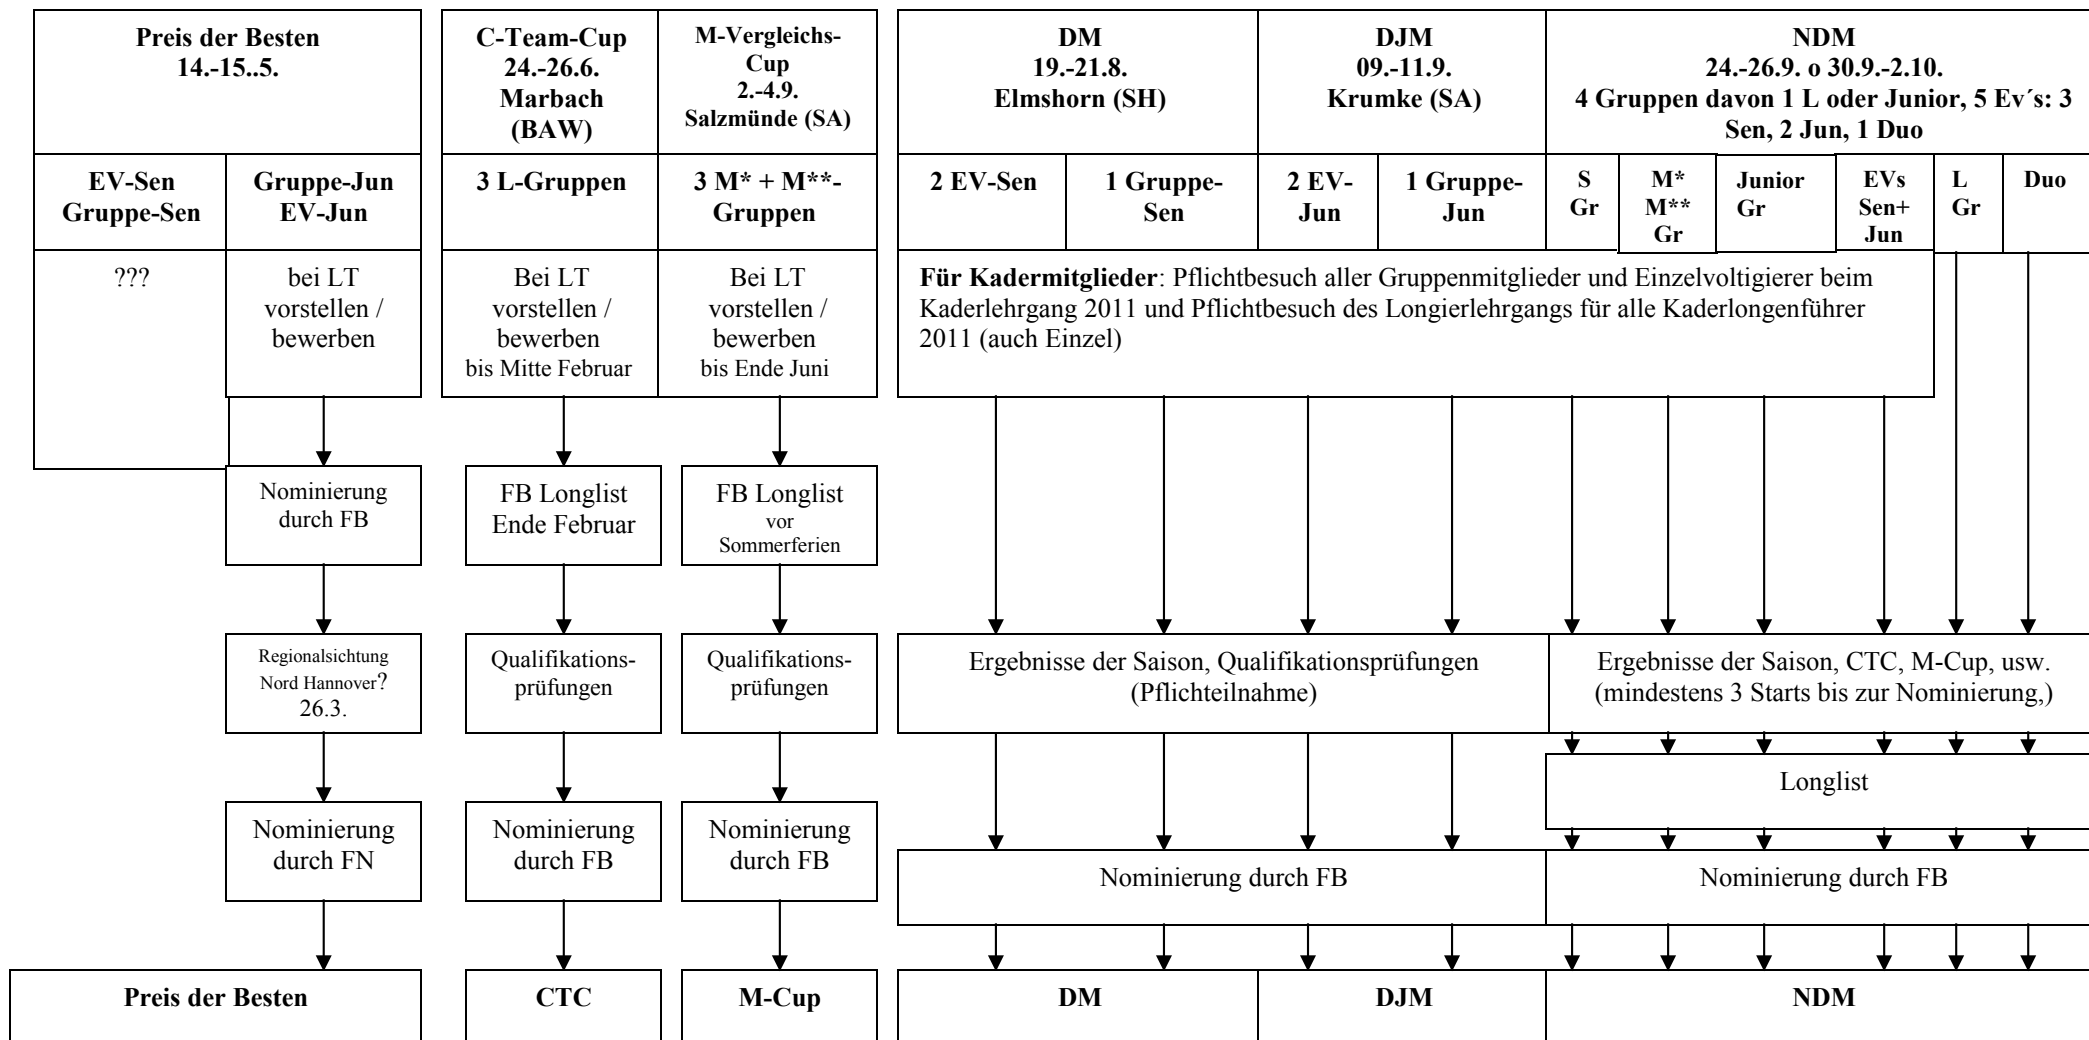 Preis der Besten
14.-15..5.
C-Team-Cup
24.-26.6.
Marbach
(BAW)
M-Vergleichs-
Cup
2.-4.9.
Salzmünde (SA)
DM
19.-21.8.
Elmshorn (SH)
DJM
09.-11.9.
Krumke (SA)
NDM
24.-26.9. o 30.9.-2.10.
4 Gruppen davon 1 L oder Junior, 5 Ev´s: 3
Sen, 2 Jun, 1 Duo
EV-Sen
Gruppe-Sen
Gruppe-Jun
EV-Jun
3 L-Gruppen
3 M* + M**-
Gruppen
2 EV-Sen
1 Gruppe-
Sen
2 EV-
Jun
1 Gruppe-
Jun
S
Gr
M*
M**
Gr
Junior
Gr
EVs
Sen+
Jun
L
Gr
Duo
???
bei LT
vorstellen /
bewerben
Bei LT
vorstellen /
bewerben
bis Mitte Februar
Bei LT
vorstellen /
bewerben
bis Ende Juni
Für Kadermitglieder: Pflichtbesuch aller Gruppenmitglieder und Einzelvoltigierer beim
Kaderlehrgang 2011 und Pflichtbesuch des Longierlehrgangs für alle Kaderlongenführer
2011 (auch Einzel)
Nominierung
durch FB
FB Longlist
Ende Februar
FB Longlist
vor
Sommerferien
Regionalsichtung
Nord Hannover?
26.3.
Qualifikations-
prüfungen
Qualifikations-
prüfungen
Ergebnisse der Saison, Qualifikationsprüfungen
(Pflichteilnahme)
Ergebnisse der Saison, CTC, M-Cup, usw.
(mindestens 3 Starts bis zur Nominierung,)
Longlist
Nominierung
durch FN
Nominierung
durch FB
Nominierung
durch FB
Nominierung durch FB
Nominierung durch FB
Preis der Besten
CTC
M-Cup
DM
DJM
NDM